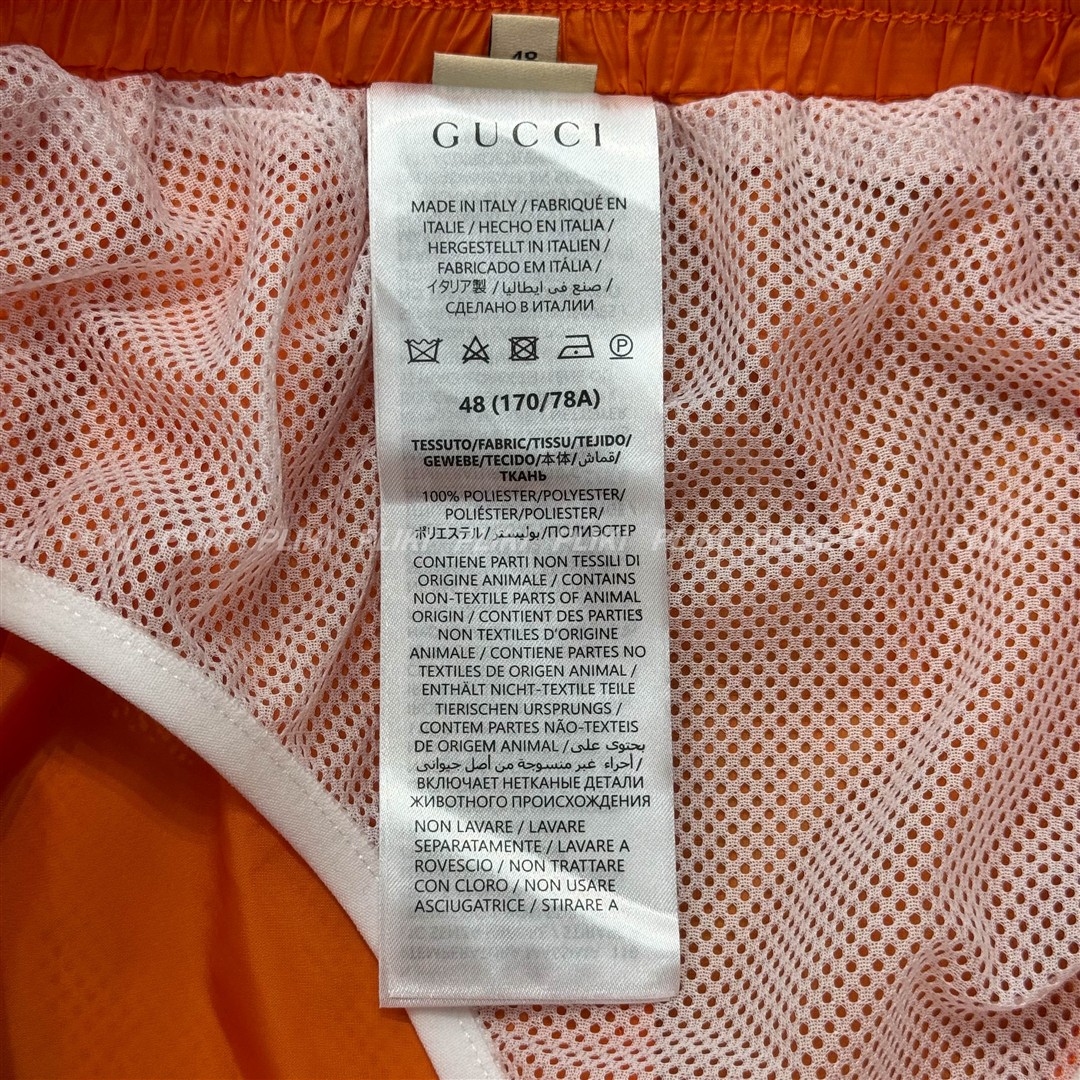 48
GUCCI
MADE IN ITALY / FABRIQUÉ EN
ITALIE / HECHO EN ITALIA /
HERGESTELLT IN ITALIEN /
FABRICADO EM ITÁLIA /
イタリア製 / صنع في ايطاليا /
СДЕЛАНО В ИТАЛИИ
P
48 (170/78A)
TESSUTO/FABRIC/TISSU/TEJIDO/
GEWEBE/TECIDO/本体/قماش/
ТКАНЬ
100% POLIESTER/POLYESTER/
POLIÉSTER/POLIESTER/
ポリエステル/بوليستر/ПОЛИЭСТЕР
CONTIENE PARTI NON TESSILI DI
ORIGINE ANIMALE / CONTAINS
NON-TEXTILE PARTS OF ANIMAL
ORIGIN / CONTIENT DES PARTIES
NON TEXTILES D'ORIGINE
ANIMALE / CONTIENE PARTES NO
TEXTILES DE ORIGEN ANIMAL /
ENTHÄLT NICHT-TEXTILE TEILE
TIERISCHEN URSPRUNGS /
CONTEM PARTES NÃO-TEXTEIS
DE ORIGEM ANIMAL / يحتوي على
أجزاء غير منسوجة من أصل حيواني /
ВКЛЮЧАЕТ НЕТКАНЫЕ ДЕТАЛИ
ЖИВОТНОГО ПРОИСХОЖДЕНИЯ
NON LAVARE / LAVARE
SEPARATAMENTE / LAVARE A
ROVESCIO / NON TRATTARE
CON CLORO / NON USARE
ASCIUGATRICE / STIRARE A